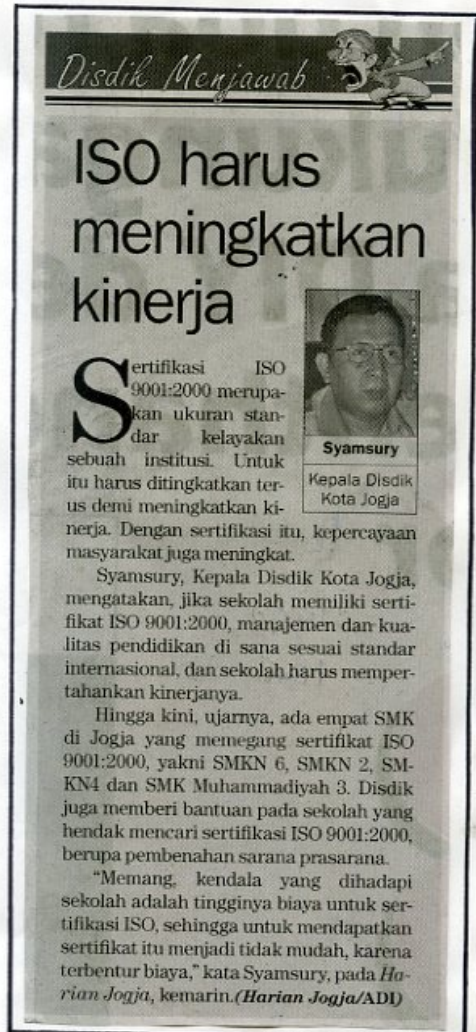 Disdik Menjawab
ISO harus
meningkatkan
kinerja
Sertifikasi ISO
9001:2000 merupa-
kan ukuran stan-
dar kelayakan
sebuah institusi. Untuk
itu harus ditingkatkan ter-
us demi meningkatkan ki-
nerja. Dengan sertifikasi itu, kepercayaan
masyarakat juga meningkat.
Syamsury
Kepala Disdik
Kota Jogja
Syamsury, Kepala Disdik Kota Jogja,
mengatakan, jika sekolah memiliki serti-
fikat ISO 9001:2000, manajemen dan kua-
litas pendidikan di sana sesuai standar
internasional, dan sekolah harus memper-
tahankan kinerjanya.
Hingga kini, ujarnya, ada empat SMK
di Jogja yang memegang sertifikat ISO
9001:2000, yakni SMKN 6, SMKN 2, SM-
KN4 dan SMK Muhammadiyah 3. Disdik
juga memberi bantuan pada sekolah yang
hendak mencari sertifikasi ISO 9001:2000,
berupa pembenahan sarana prasarana.
“Memang, kendala yang dihadapi
sekolah adalah tingginya biaya untuk ser-
tifikasi ISO, sehingga untuk mendapatkan
sertifikat itu menjadi tidak mudah, karena
terbentur biaya,” kata Syamsury, pada Ha-
rian Jogja, kemarin.(Harian Jogja/ADI)